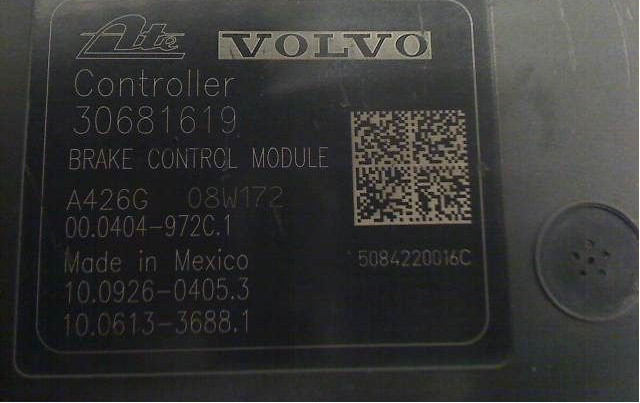 Ate VOLVO
Controller
30681619
BRAKE CONTROL MODULE
A426G 08W172
00.0404-972C.1
Made in Mexico
5084220016C
10.0926-0405.3
10.0613-3688.1